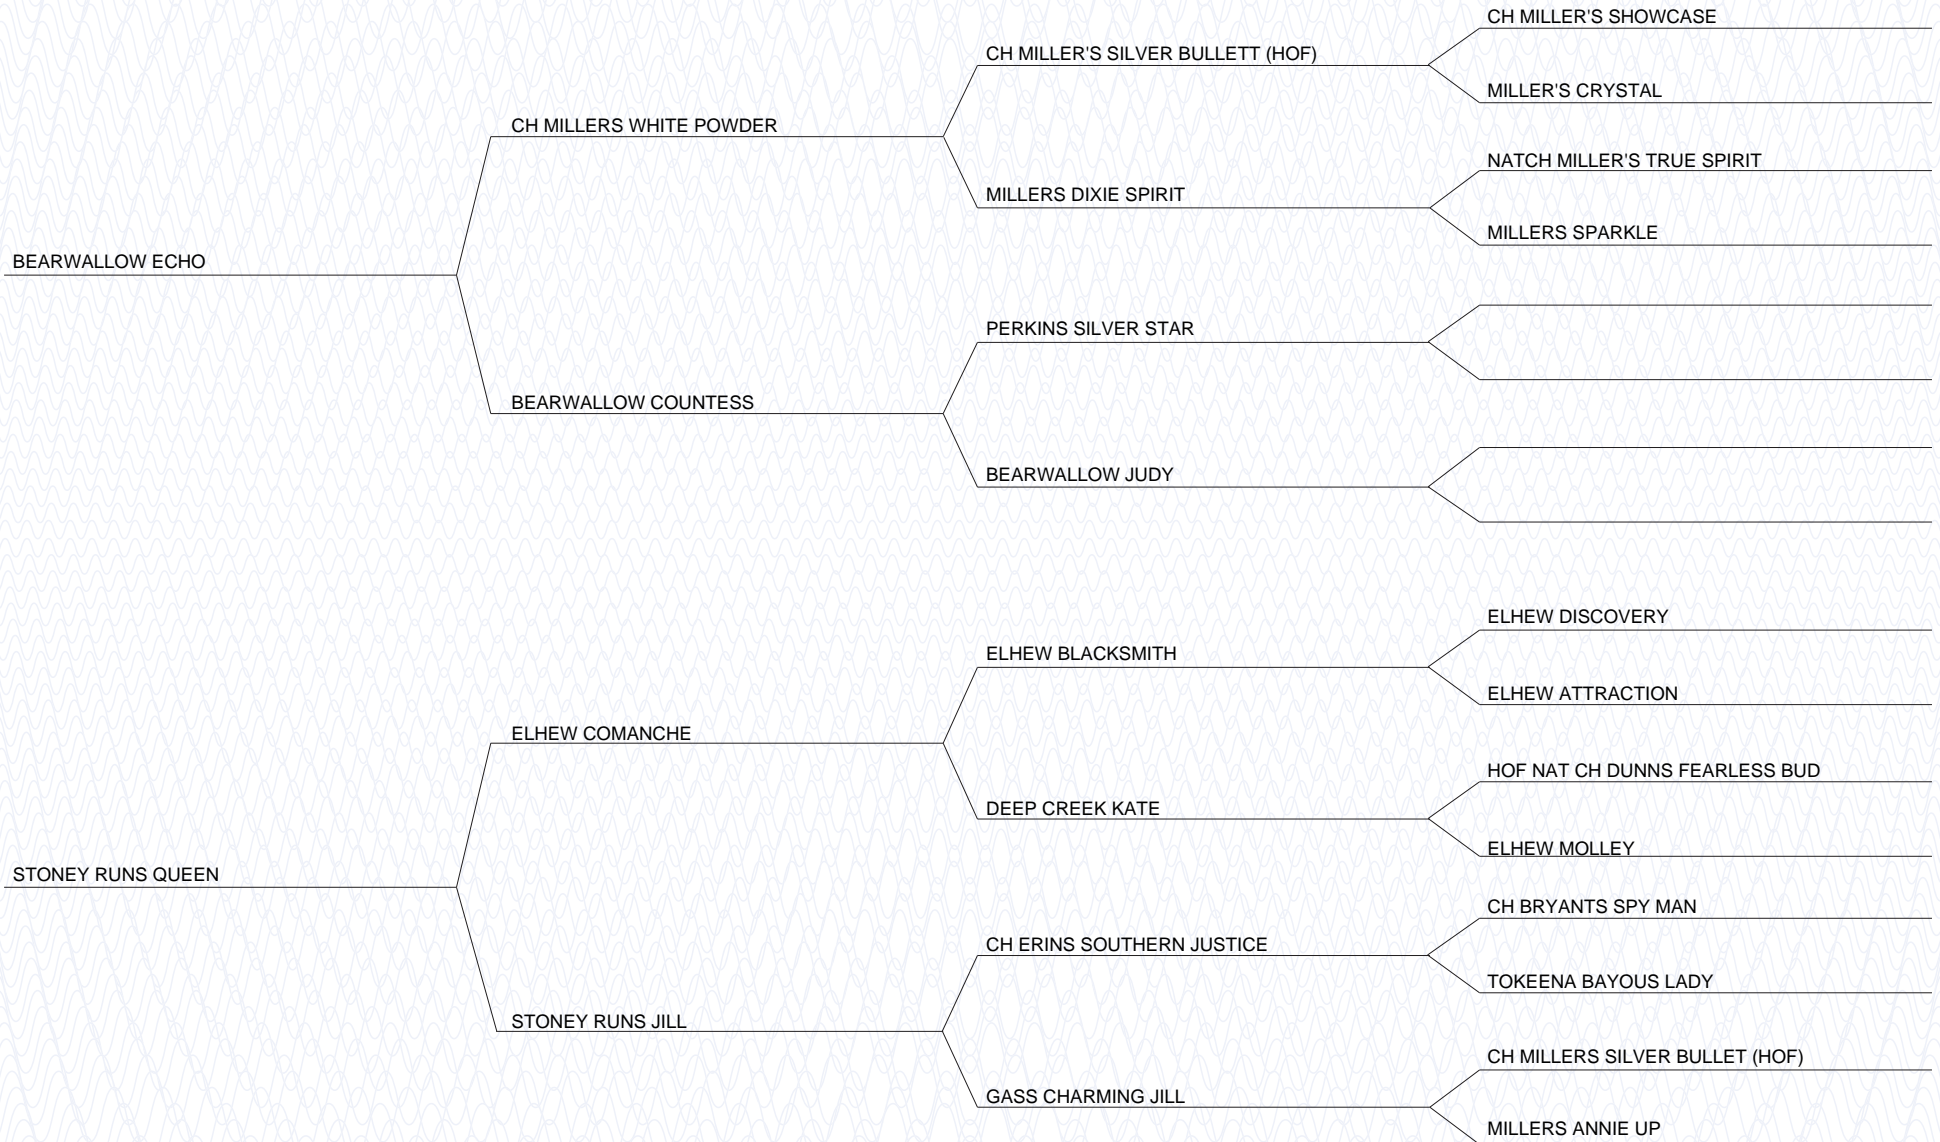 CH MILLER'S SHOWCASE
CH MILLER'S SILVER BULLETT (HOF)
MILLER'S CRYSTAL
CH MILLERS WHITE POWDER
NATCH MILLER'S TRUE SPIRIT
MILLERS DIXIE SPIRIT
MILLERS SPARKLE
BEARWALLOW ECHO
PERKINS SILVER STAR
BEARWALLOW COUNTESS
BEARWALLOW JUDY
ELHEW DISCOVERY
ELHEW BLACKSMITH
ELHEW ATTRACTION
ELHEW COMANCHE
HOF NAT CH DUNNS FEARLESS BUD
DEEP CREEK KATE
ELHEW MOLLEY
STONEY RUNS QUEEN
CH BRYANTS SPY MAN
CH ERINS SOUTHERN JUSTICE
TOKEENA BAYOUS LADY
STONEY RUNS JILL
CH MILLERS SILVER BULLET (HOF)
GASS CHARMING JILL
MILLERS ANNIE UP